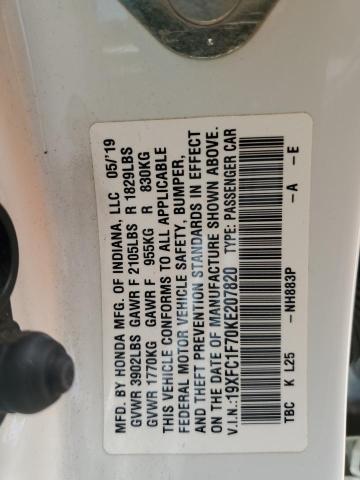 MFD. BY HONDA MFG. OF INDIANA, LLC 05/'19
GVWR 3902LBS GAWR F 2105LBS R 1829LBS
GVWR 1770KG GAWR F 955KG R 830KG
THIS VEHICLE CONFORMS TO ALL APPLICABLE
FEDERAL MOTOR VEHICLE SAFETY, BUMPER,
AND THEFT PREVENTION STANDARDS IN EFFECT
ON THE DATE OF MANUFACTURE SHOWN ABOVE.
V.I.N.:19XFC1F70KE207820 TYPE: PASSENGER CAR
TBC K L25 -NH883P -A -E